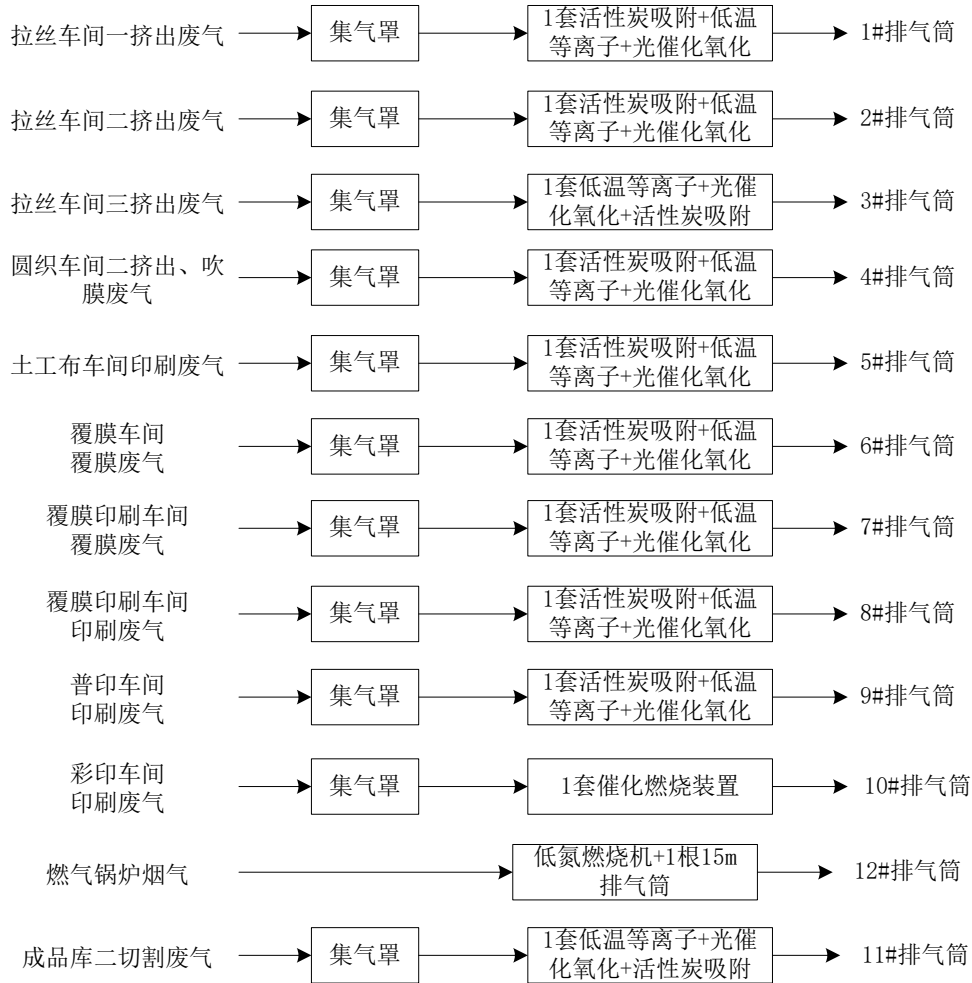 拉丝车间一挤出废气
集气罩
1套活性炭吸附+低温
等离子+光催化氧化
1#排气筒
拉丝车间二挤出废气
集气罩
1套活性炭吸附+低温
等离子+光催化氧化
2#排气筒
拉丝车间三挤出废气
集气罩
1套低温等离子+光催
化氧化+活性炭吸附
3#排气筒
圆织车间二挤出、吹
膜废气
集气罩
1套活性炭吸附+低温
等离子+光催化氧化
4#排气筒
土工布车间印刷废气
集气罩
1套活性炭吸附+低温
等离子+光催化氧化
5#排气筒
覆膜车间
覆膜废气
集气罩
1套活性炭吸附+低温
等离子+光催化氧化
6#排气筒
覆膜印刷车间
覆膜废气
集气罩
1套活性炭吸附+低温
等离子+光催化氧化
7#排气筒
覆膜印刷车间
印刷废气
集气罩
1套活性炭吸附+低温
等离子+光催化氧化
8#排气筒
普印车间
印刷废气
集气罩
1套活性炭吸附+低温
等离子+光催化氧化
9#排气筒
彩印车间
印刷废气
集气罩
1套催化燃烧装置
10#排气筒
燃气锅炉烟气
低氮燃烧机+1根15m
排气筒
12#排气筒
成品库二切割废气
集气罩
1套低温等离子+光催
化氧化+活性炭吸附
11#排气筒